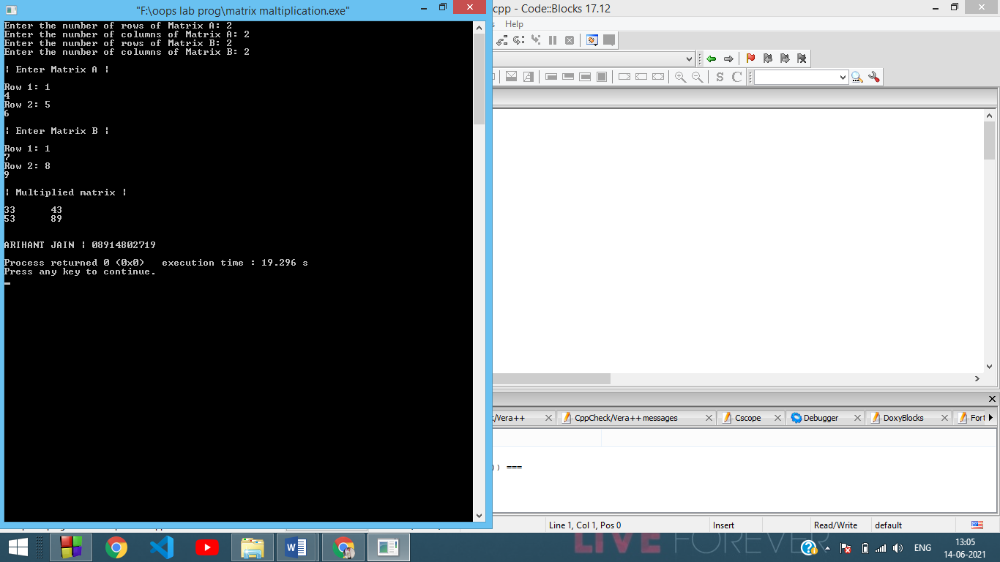 "F:\oops lab prog\matrix maltiplication.exe"
cpp - Code::Blocks 17.12
Help
Enter the number of rows of Matrix A: 2
Enter the number of columns of Matrix A: 2
Enter the number of rows of Matrix B: 2
Enter the number of columns of Matrix B: 2
¦ Enter Matrix A ¦
Row 1: 1
4
Row 2: 5
6
¦ Enter Matrix B ¦
Row 1: 1
7
Row 2: 8
9
¦ Multiplied matrix ¦
33 43
53 89
ARIHANT JAIN ¦ 08914802719
Process returned 0 (0x0) execution time : 19.296 s
Press any key to continue.
S C
/Vera++
CppCheck/Vera++ messages
Cscope
Debugger
DoxyBlocks
Fort
)) ===
Line 1, Col 1, Pos 0
Insert
Read/Write
default
LIVE FOREVER
ENG
13:05
14-06-2021